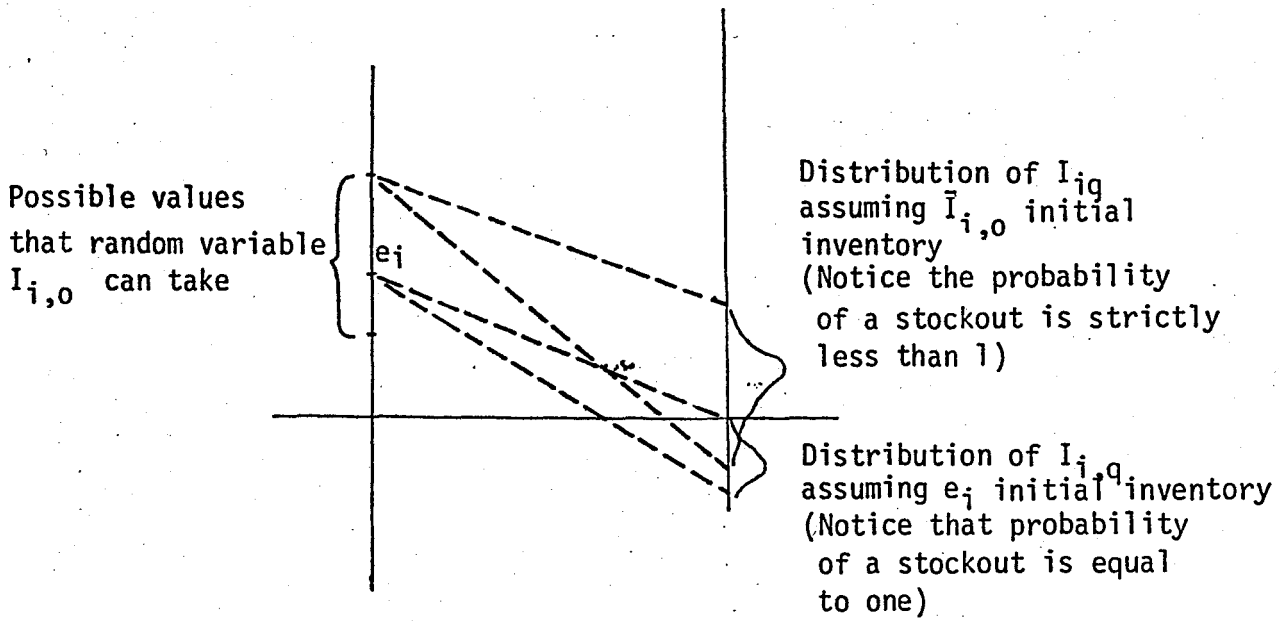 Possible values
that random variable
I_{i,o} can take
e_i
Distribution of I_{iq}
assuming Ī_{i,o} initial
inventory
(Notice the probability
of a stockout is strictly
less than 1)
Distribution of I_{i,q}
assuming e_i initial inventory
(Notice that probability
of a stockout is equal
to one)